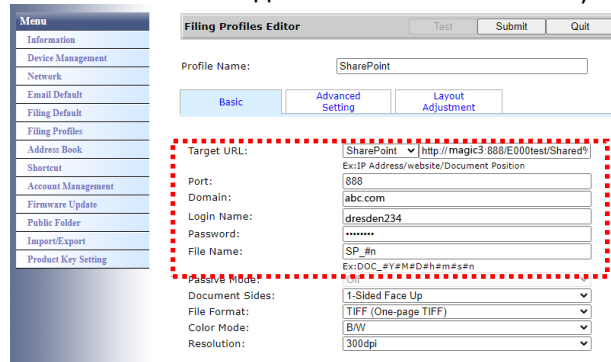 Menu
Information
Device Management
Network
Email Default
Filing Default
Filing Profiles
Address Book
Shortcut
Account Management
Firmware Update
Public Folder
Import/Export
Product Key Setting
Filing Profiles Editor Test Submit Quit
Profile Name: SharePoint
Basic
Advanced Setting
Layout Adjustment
Target URL: SharePoint http://magic3:888/E000test/Shared%
Ex:IP Address/website/Document Position
Port: 888
Domain: abc.com
Login Name: dresden234
Password: ••••••••
File Name: SP_#n
Ex:DOC_#Y#M#D#h#m#s#n
Passive Mode: Off
Document Sides: 1-Sided Face Up
File Format: TIFF (One-page TIFF)
Color Mode: B/W
Resolution: 300dpi